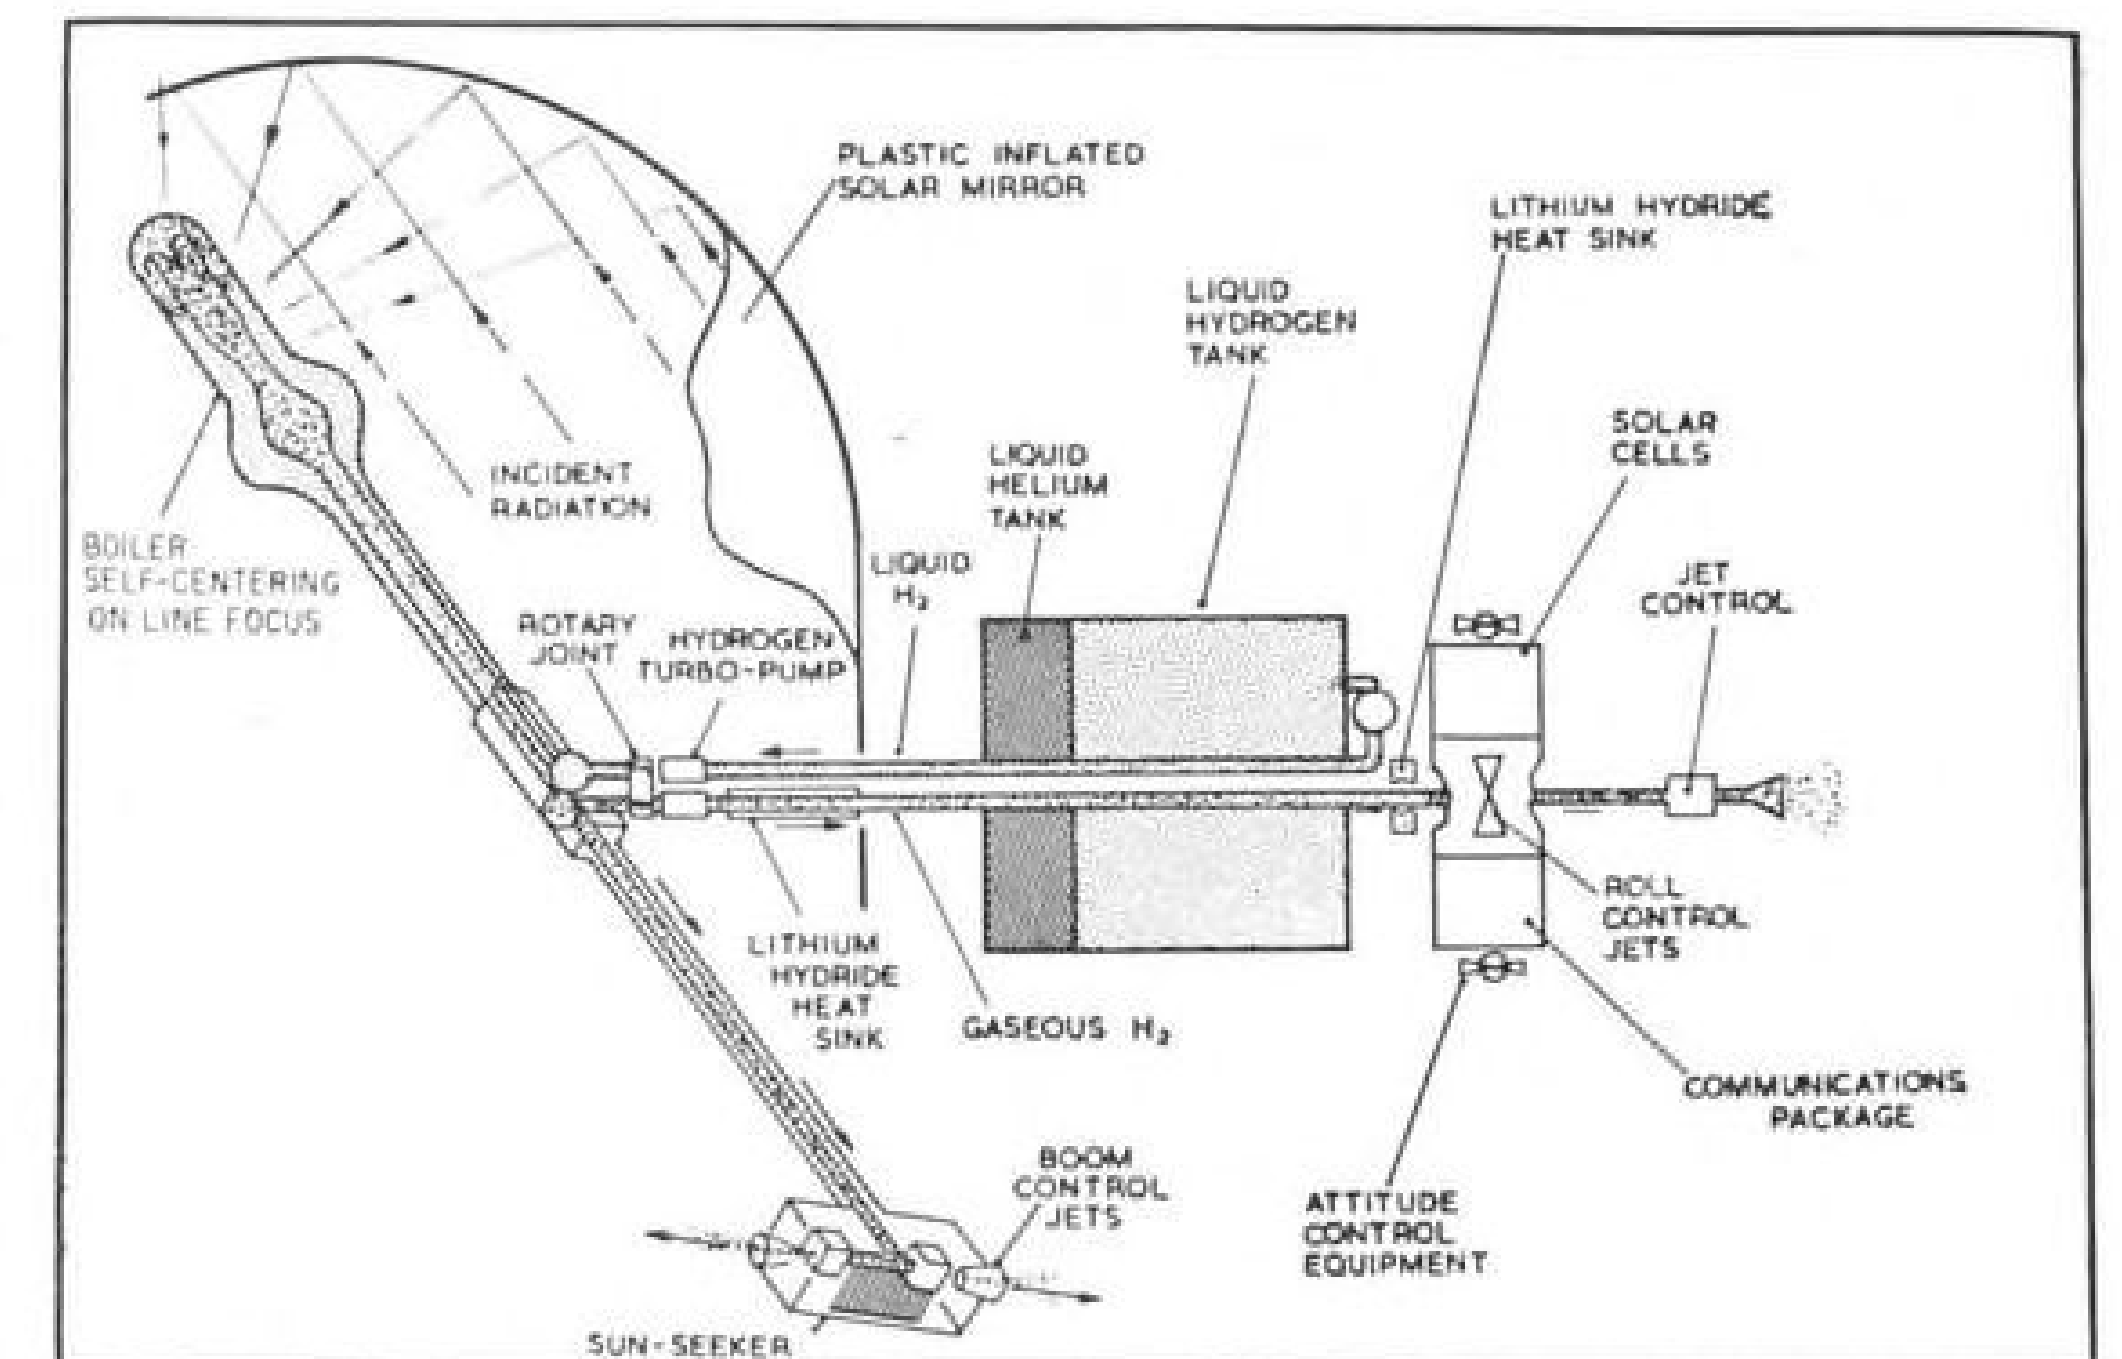 PLASTIC INFLATED
SOLAR MIRROR
LITHIUM HYDRIDE
HEAT SINK
LIQUID
HYDROGEN
TANK
SOLAR
CELLS
LIQUID
HELIUM
TANK
INCIDENT
RADIATION
BOILER
SELF-CENTERING
ON LINE FOCUS
LIQUID
H₂
JET
CONTROL
ROTARY
JOINT
HYDROGEN
TURBO-PUMP
ROLL
CONTROL
JETS
LITHIUM
HYDRIDE
HEAT
SINK
GASEOUS H₂
COMMUNICATIONS
PACKAGE
BOOM
CONTROL
JETS
ATTITUDE
CONTROL
EQUIPMENT
SUN-SEEKER